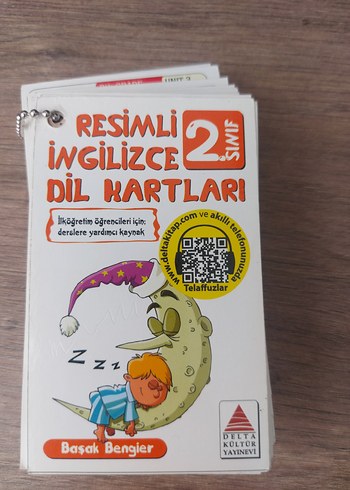 RESİMLİ
İNGİLİZCE
DİL KARTLARI
2. SINIF
İlköğretim öğrencileri için;
derslere yardımcı kaynak
www.deltakitap.com ve akıllı telefonunuzla
Telaffuzlar
Z Z Z
Başak Bengier
DELTA
KÜLTÜR
YAYINEVİ